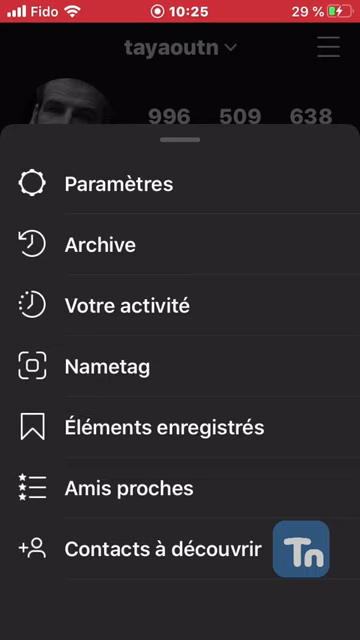 Fido 10:25 29 %
tayaoutn
996 509 638
Paramètres
Archive
Votre activité
Nametag
Éléments enregistrés
Amis proches
Contacts à découvrir
Tn